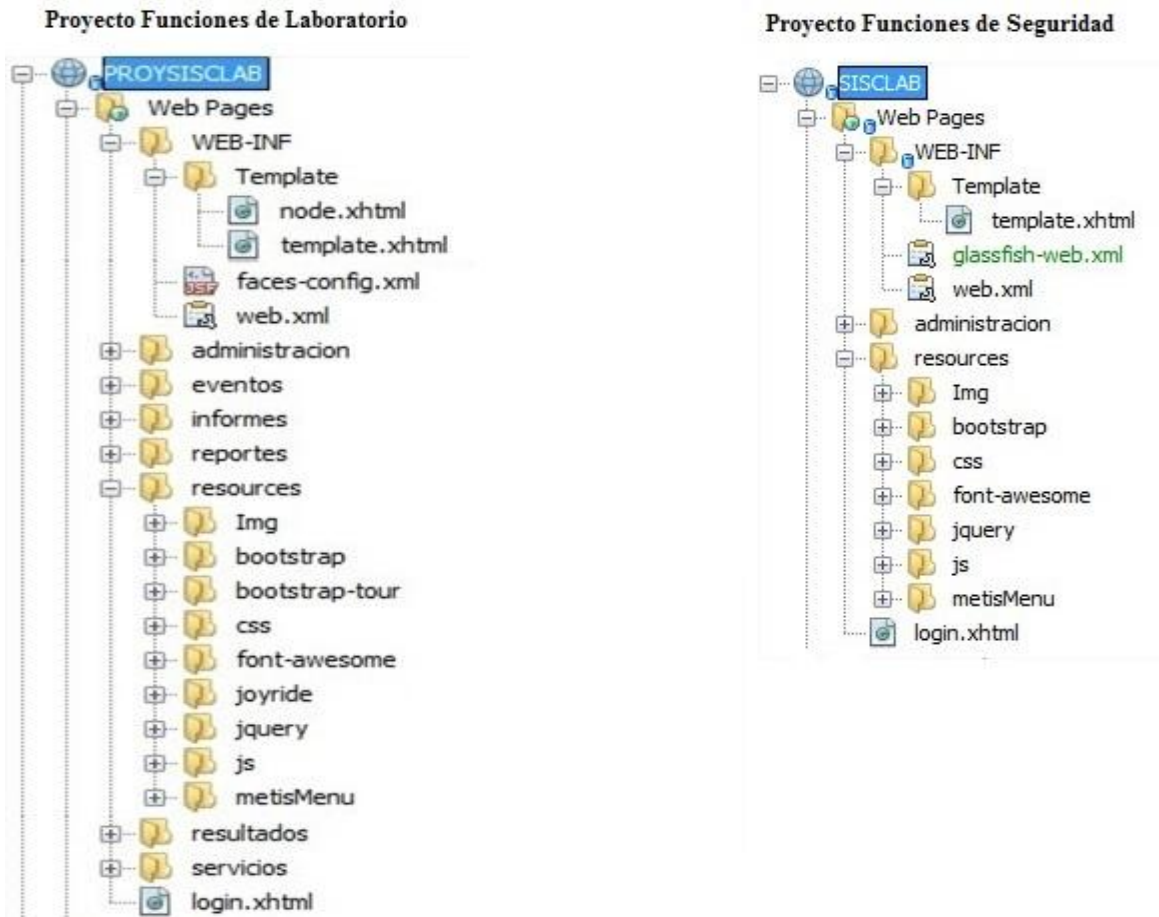 Proyecto Funciones de Laboratorio
PROYSISCLAB
Web Pages
WEB-INF
Template
node.xhtml
template.xhtml
faces-config.xml
web.xml
administracion
eventos
informes
reportes
resources
Img
bootstrap
bootstrap-tour
css
font-awesome
joyride
jquery
js
metisMenu
resultados
servicios
login.xhtml
Proyecto Funciones de Seguridad
SISCLAB
Web Pages
WEB-INF
Template
template.xhtml
glassfish-web.xml
web.xml
administracion
resources
Img
bootstrap
css
font-awesome
jquery
js
metisMenu
login.xhtml